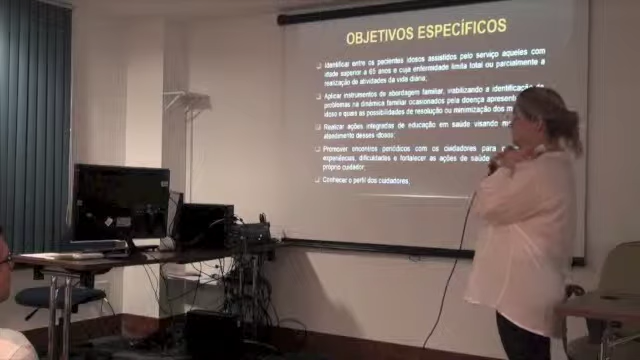 OBJETIVOS ESPECÍFICOS
Identificar entre os pacientes idosos assistidos pelo serviço aqueles com
idade superior a 65 anos e cuja enfermidade limita total ou parcialmente a
realização de atividades da vida diária;
Aplicar instrumentos de abordagem familiar, viabilizando a identificação de
problemas na dinâmica familiar ocasionados pela doença
idoso e quais as possibilidades de resolução ou minimização dos
Realizar ações integradas de educação em saúde visando
atendimento desses idosos;
Promover encontros periódicos com os cuidadores para
experiências, dificuldades e fortalecer as ações de saúde
próprio cuidador;
Conhecer o perfil dos cuidadores;